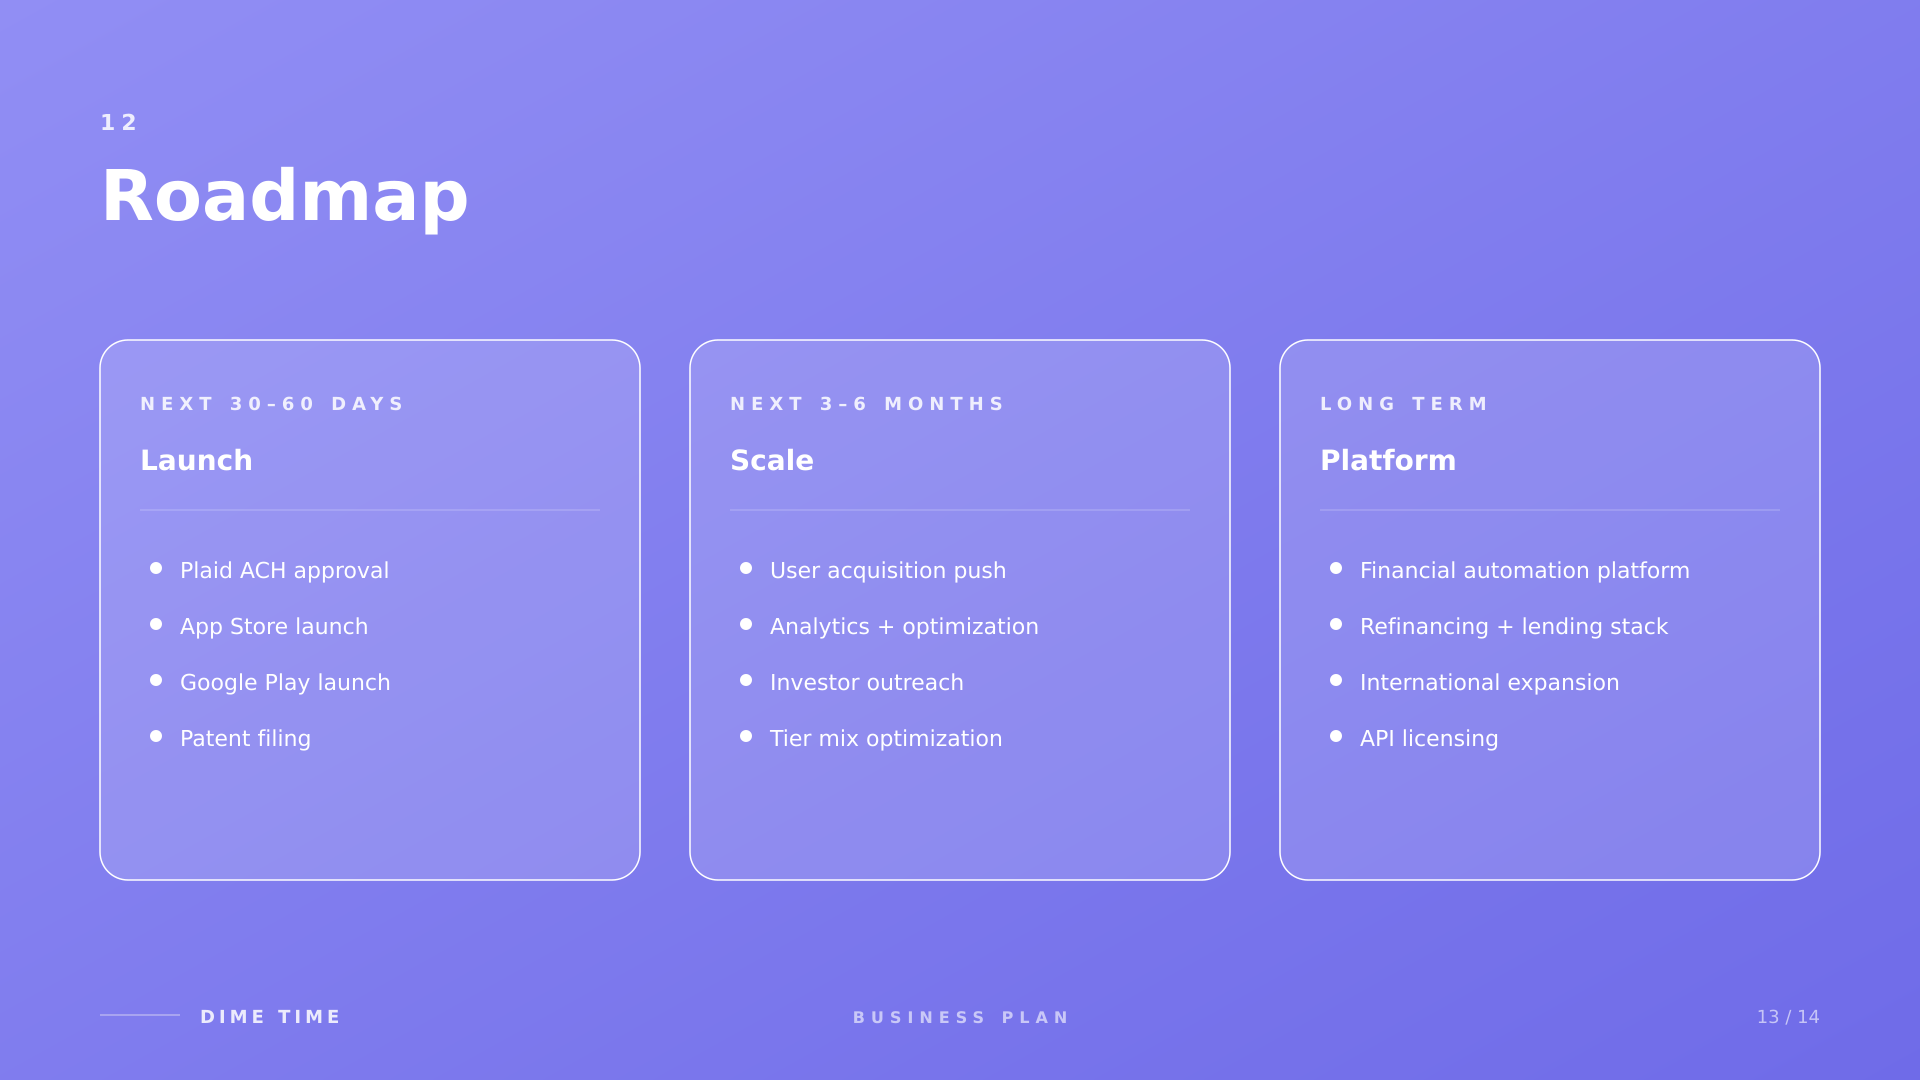 12
Roadmap
NEXT 30–60 DAYS
Launch
Plaid ACH approval
App Store launch
Google Play launch
Patent filing
NEXT 3–6 MONTHS
Scale
User acquisition push
Analytics + optimization
Investor outreach
Tier mix optimization
LONG TERM
Platform
Financial automation platform
Refinancing + lending stack
International expansion
API licensing
DIME TIME
BUSINESS PLAN
13 / 14